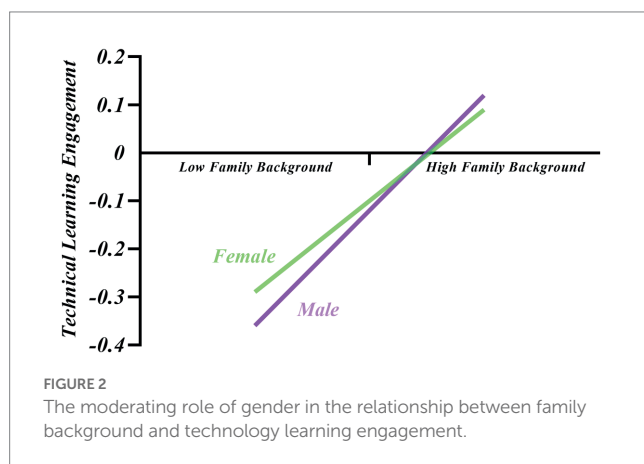 0.2
0.1
0
-0.1
-0.2
-0.3
-0.4
Technical Learning Engagement
Low Family Background
High Family Background
Female
Male
FIGURE 2
The moderating role of gender in the relationship between family
background and technology learning engagement.